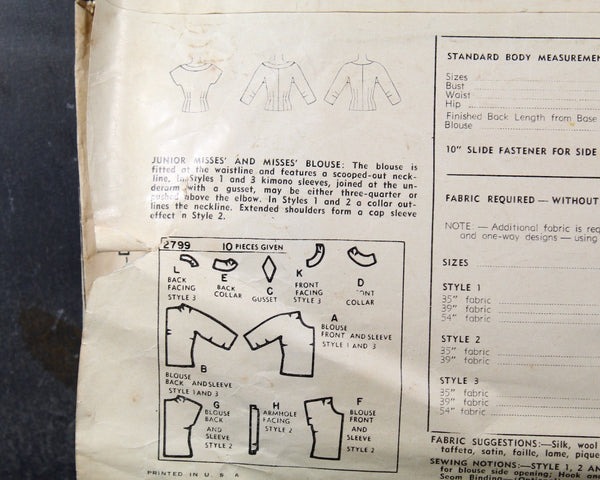 JUNIOR MISSES' AND MISSES' BLOUSE: The blouse is
fitted at the waistline and features a scooped-out neck-
line. In Styles 1 and 3 kimono sleeves, joined at the un-
derarm with a gusset, may be either three-quarter or
pushed above the elbow. In Styles 1 and 2 a collar out-
lines the neckline. Extended shoulders form a cap sleeve
effect n Style 2.
2799 10 PIECES GIVEN
L
BACK
FACING
STYLE 3
E
BACK
COLLAR
C
GUSSET
K
FRONT
FACING
STYLE 3
D
ONT
COLLAR
A
BLOUSE
FRONT AND SLEEVE
STYLE 1 AND 3
B
BLOUSE
BACK AND SLEEVE
STYLE 1 AND 3
G
BLOUSE
BACK
AND
SLEEVE
STYLE 2
H
ARMHOLE
FACING
STYLE 2
F
BLOUSE
FRONT
AND
SLEEVE
STYLE 2
PRINTED IN U S A
STANDARD BODY MEASUREMEN
Sizes
Bust
Waist
Hip
Finished Back Length from Base
Blouse
10" SLIDE FASTENER FOR SIDE
FABRIC REQUIRED — WITHOUT
NOTE: — Additional fabric is req
and one-way designs — using
SIZES
STYLE 1
35" fabric
39" fabric
54" fabric
STYLE 2
35" fabric
39" fabric
STYLE 3
35" fabric
39" fabric
54" fabric
FABRIC SUGGESTIONS:—Silk, wool
taffeta, satin, faille, lame, pique
SEWING NOTIONS:—STYLE 1, 2 AN
for blouse side opening; Hook and
Seam Binding—